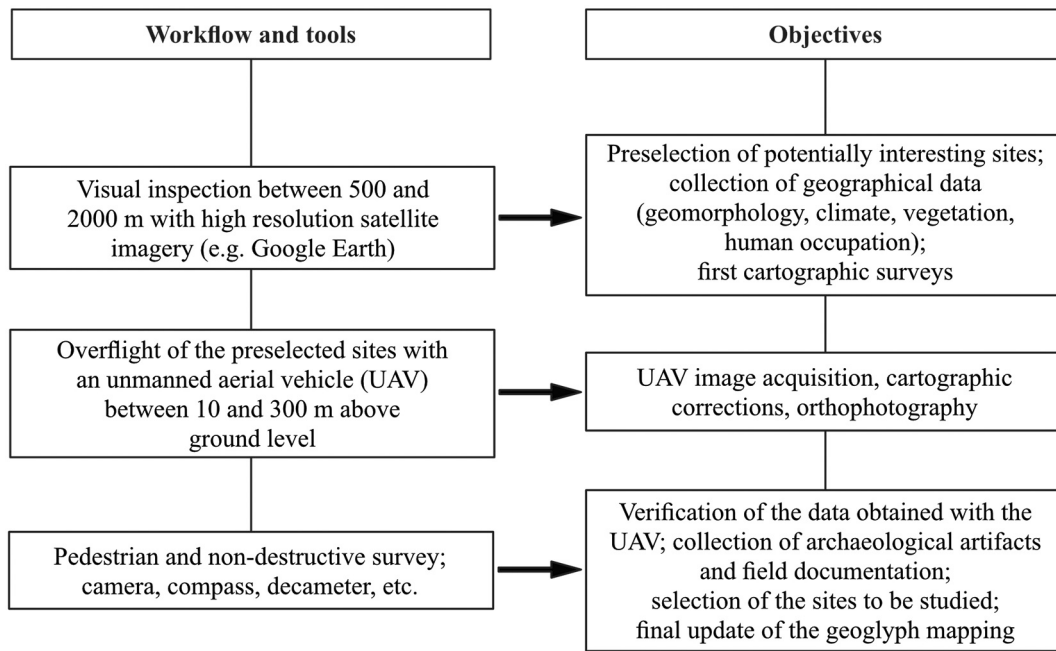 Workflow and tools
Objectives
Visual inspection between 500 and
2000 m with high resolution satellite
imagery (e.g. Google Earth)
Preselection of potentially interesting sites;
collection of geographical data
(geomorphology, climate, vegetation,
human occupation);
first cartographic surveys
Overflight of the preselected sites with
an unmanned aerial vehicle (UAV)
between 10 and 300 m above
ground level
UAV image acquisition, cartographic
corrections, orthophotography
Pedestrian and non-destructive survey;
camera, compass, decameter, etc.
Verification of the data obtained with the
UAV; collection of archaeological artifacts
and field documentation;
selection of the sites to be studied;
final update of the geoglyph mapping